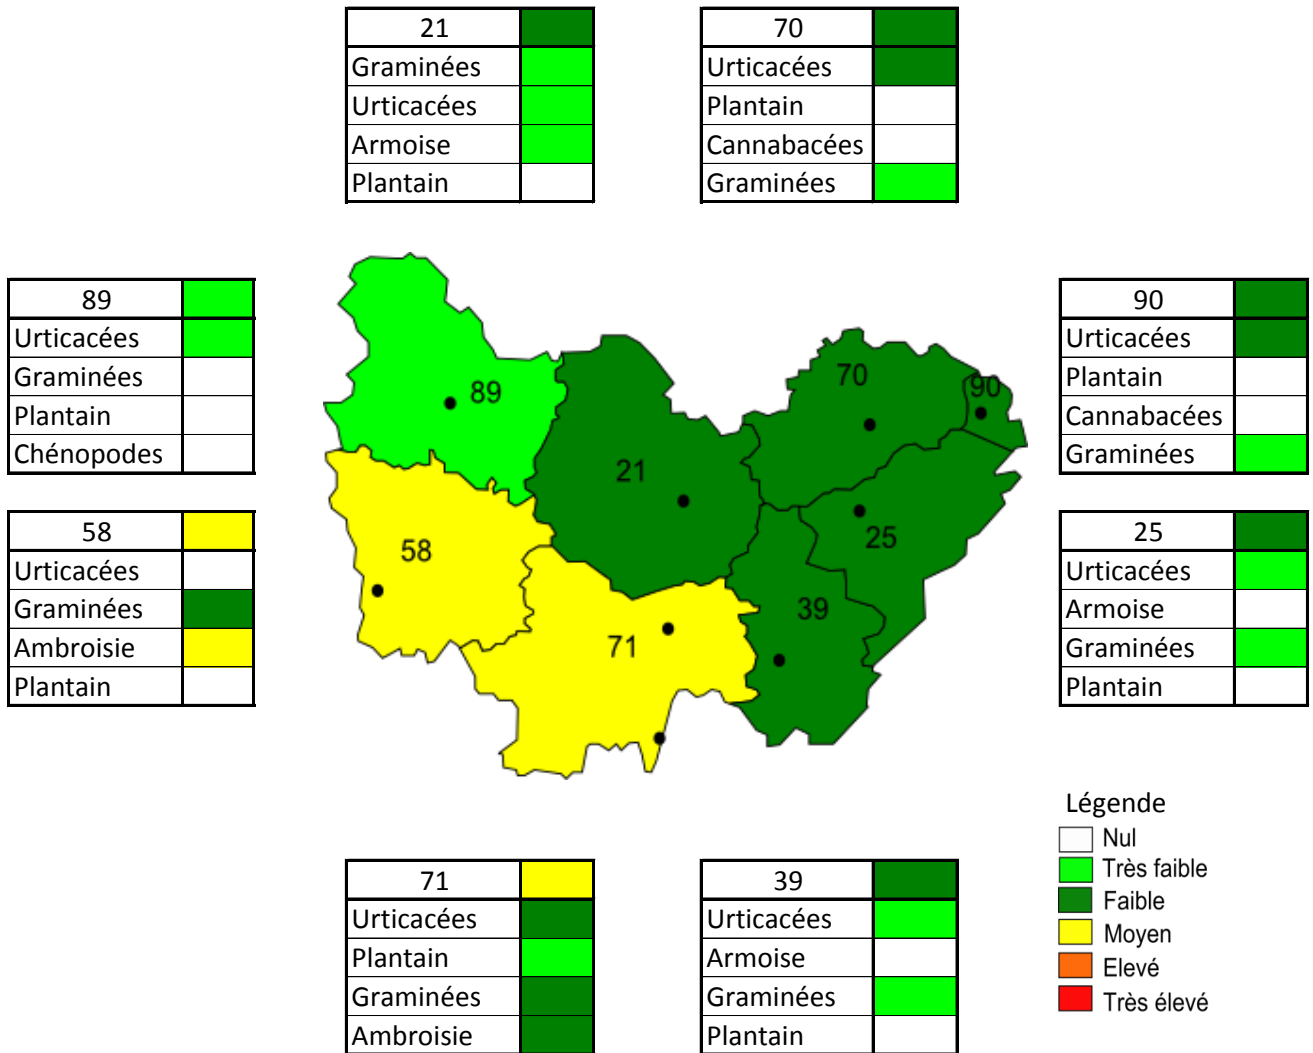 21
Graminées
Urticacées
Armoise
Plantain
70
Urticacées
Plantain
Cannabacées
Graminées
89
Urticacées
Graminées
Plantain
Chénopodes
58
Urticacées
Graminées
Ambroisie
Plantain
89
21
70
90
25
58
39
71
90
Urticacées
Plantain
Cannabacées
Graminées
25
Urticacées
Armoise
Graminées
Plantain
71
Urticacées
Plantain
Graminées
Ambroisie
39
Urticacées
Armoise
Graminées
Plantain
Légende
Nul
Très faible
Faible
Moyen
Elevé
Très élevé